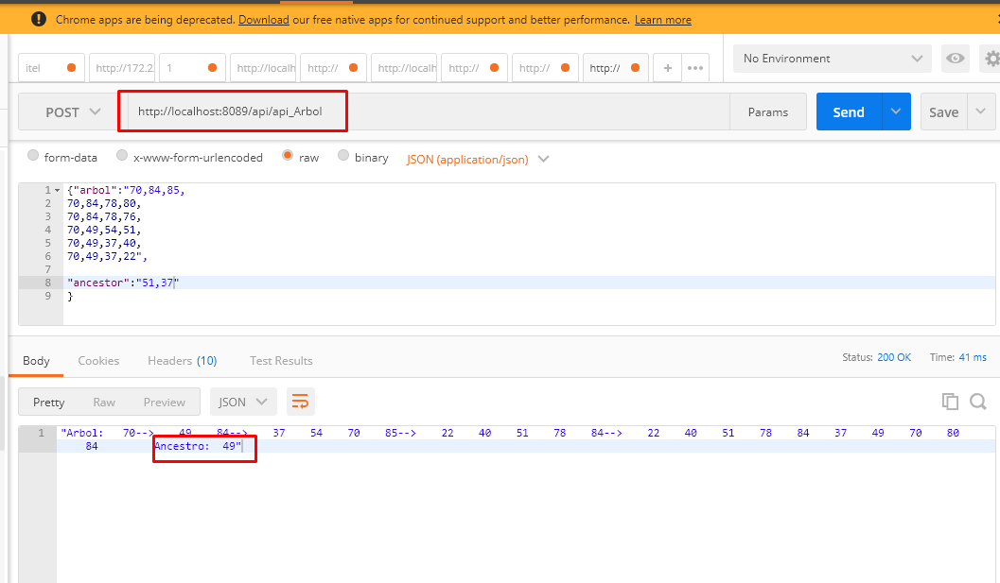 Chrome apps are being deprecated. Download our free native apps for continued support and better performance. Learn more
itel http://172.2 1 http://localh http:// http://localh http:// http:// http:// + ••• No Environment
POST http://localhost:8089/api/api_Arbol Params Send Save
form-data x-www-form-urlencoded raw binary JSON (application/json)
1 {"arbol":"70,84,85,
2 70,84,78,80,
3 70,84,78,76,
4 70,49,54,51,
5 70,49,37,40,
6 70,49,37,22",
7
8 "ancestor":"51,37"
9 }
Body Cookies Headers (10) Test Results Status: 200 OK Time: 41 ms
Pretty Raw Preview JSON
1 "Arbol: 70--> 49 84--> 37 54 70 85--> 22 40 51 78 84--> 22 40 51 78 84 37 49 70 80
84 Ancestro: 49"